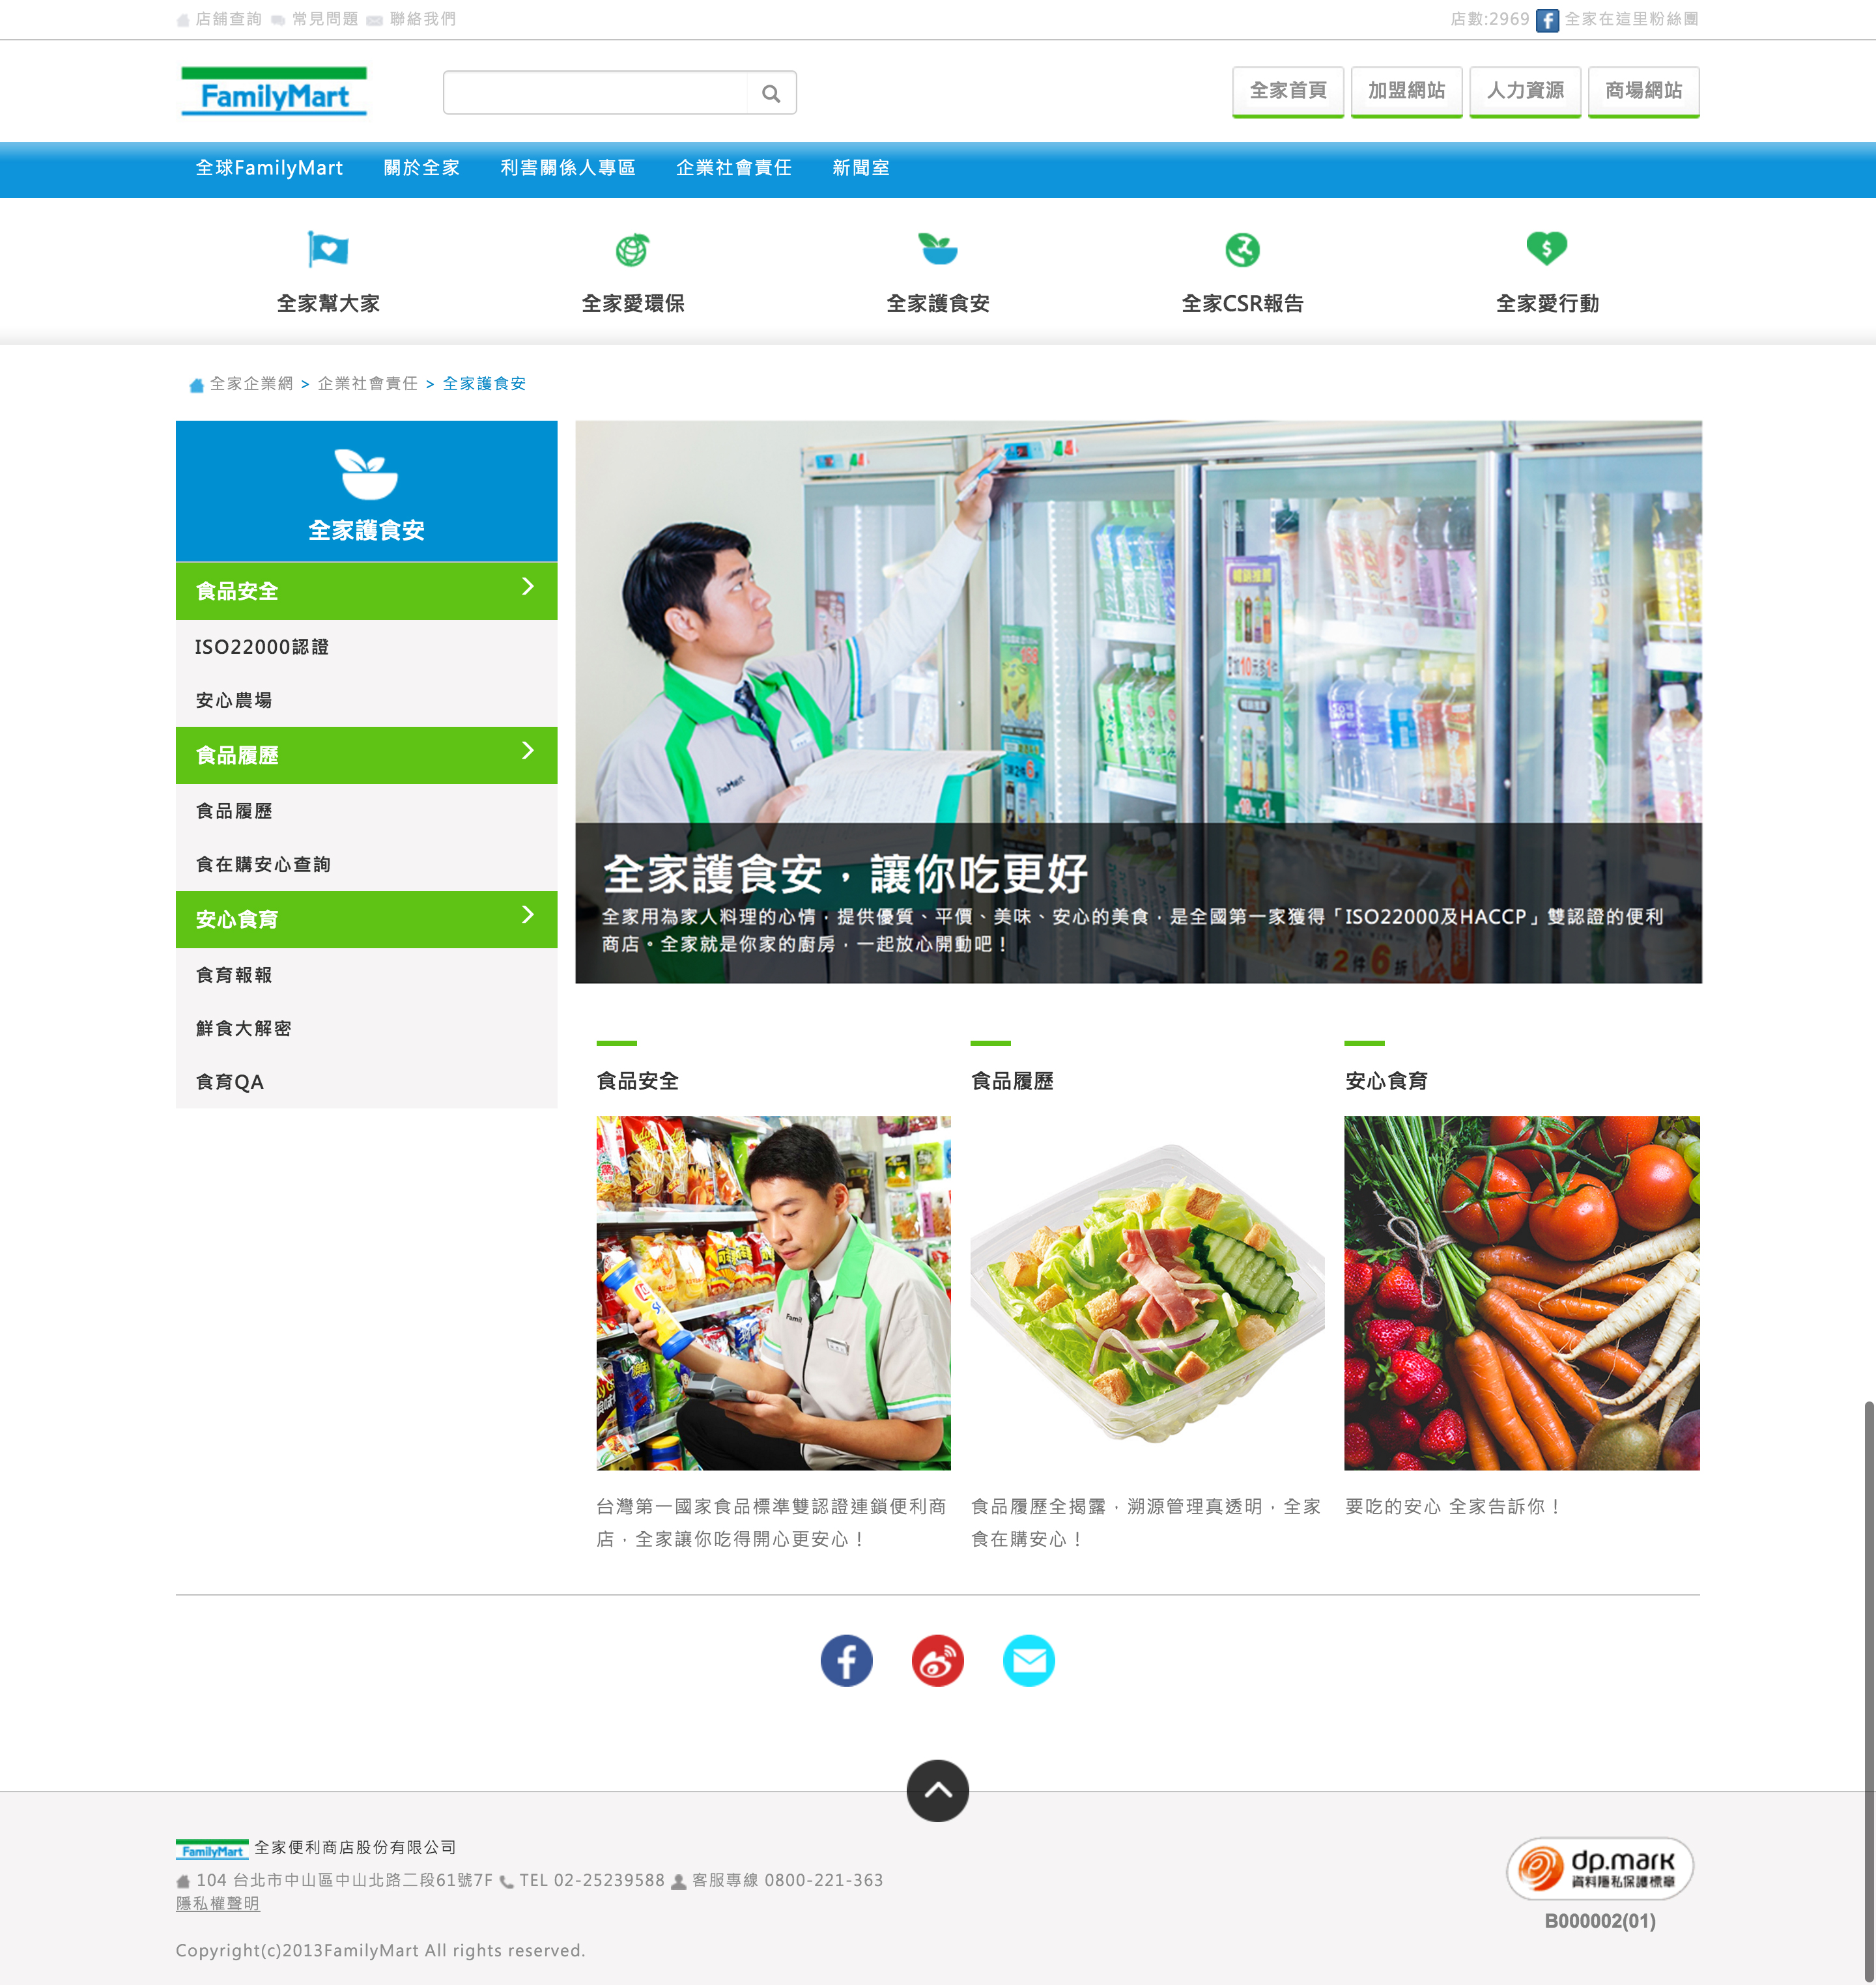 店舖查詢 常見問題 聯絡我們
店數:2969 全家在這里粉絲團
FamilyMart
全家首頁 加盟網站 人力資源 商場網站
全球FamilyMart 關於全家 利害關係人專區 企業社會責任 新聞室
全家幫大家 全家愛環保 全家護食安 全家CSR報告 全家愛行動
全家企業網 > 企業社會責任 > 全家護食安
全家護食安
食品安全
ISO22000認證
安心農場
食品履歷
食品履歷
食在購安心查詢
安心食育
食育報報
鮮食大解密
食育QA
全家護食安，讓你吃更好
全家用為家人料理的心情，提供優質、平價、美味、安心的美食，是全國第一家獲得「ISO22000及HACCP」雙認證的便利
商店。全家就是你家的廚房，一起放心開動吧！
第2件6折
食品安全
台灣第一國家食品標準雙認證連鎖便利商
店，全家讓你吃得開心更安心！
食品履歷
食品履歷全揭露，溯源管理真透明，全家
食在購安心！
安心食育
要吃的安心 全家告訴你！
FamilyMart 全家便利商店股份有限公司
104 台北市中山區中山北路二段61號7F TEL 02-25239588 客服專線 0800-221-363
隱私權聲明
Copyright(c)2013FamilyMart All rights reserved.
dp.mark
資料隱私保護標章
B000002(01)